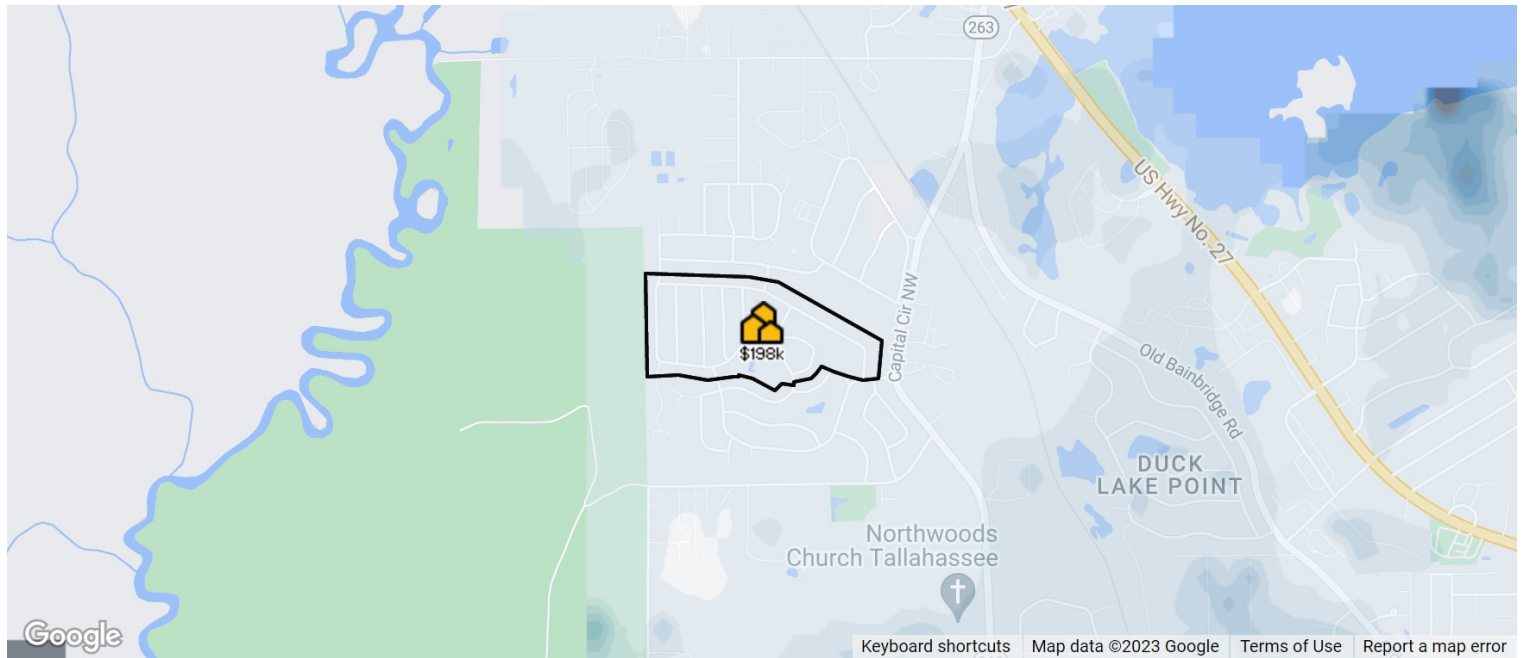 263
US Hwy No. 27
Capital Cir NW
$198k
Old Bainbridge Rd
DUCK
LAKE POINT
Northwoods
Church Tallahassee
Google
Keyboard shortcuts
Map data ©2023 Google
Terms of Use
Report a map error